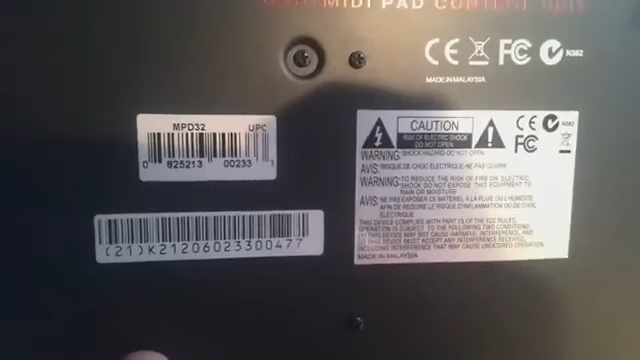 MIDI PAD CONTROL UNIT
CE FC N382
MADE IN MALAYSIA
MPD32 UPC
0 825213 00233
(21)K21206023300477
CAUTION
RISK OF ELECTRIC SHOCK
DO NOT OPEN
CE N382
FC
WARNING: SHOCK HAZARD-DO NOT OPEN
AVIS: RISQUE DE CHOC ÉLECTRIQUE-NE PAS OUVRIR
WARNING: TO REDUCE THE RISK OF FIRE OR ELECTRIC
SHOCK DO NOT EXPOSE THIS EQUIPMENT TO
RAIN OR MOISTURE
AVIS: NE PAS EXPOSER CE MATERIEL À LA PLUIE OU L'HUMIDITE
AFIN DE REDUIRE LE RISQUE D'INFLAMMATION OU DE CHOC
ÉLECTRIQUE
THIS DEVICE COMPLIES WITH PART 15 OF THE FCC RULES.
OPERATION IS SUBJECT TO THE FOLLOWING TWO CONDITIONS:
(1) THIS DEVICE MAY NOT CAUSE HARMFUL INTERFERENCE, AND
(2) THIS DEVICE MUST ACCEPT ANY INTERFERENCE RECEIVED,
INCLUDING INTERFERENCE THAT MAY CAUSE UNDESIRED OPERATION.
MADE IN MALAYSIA